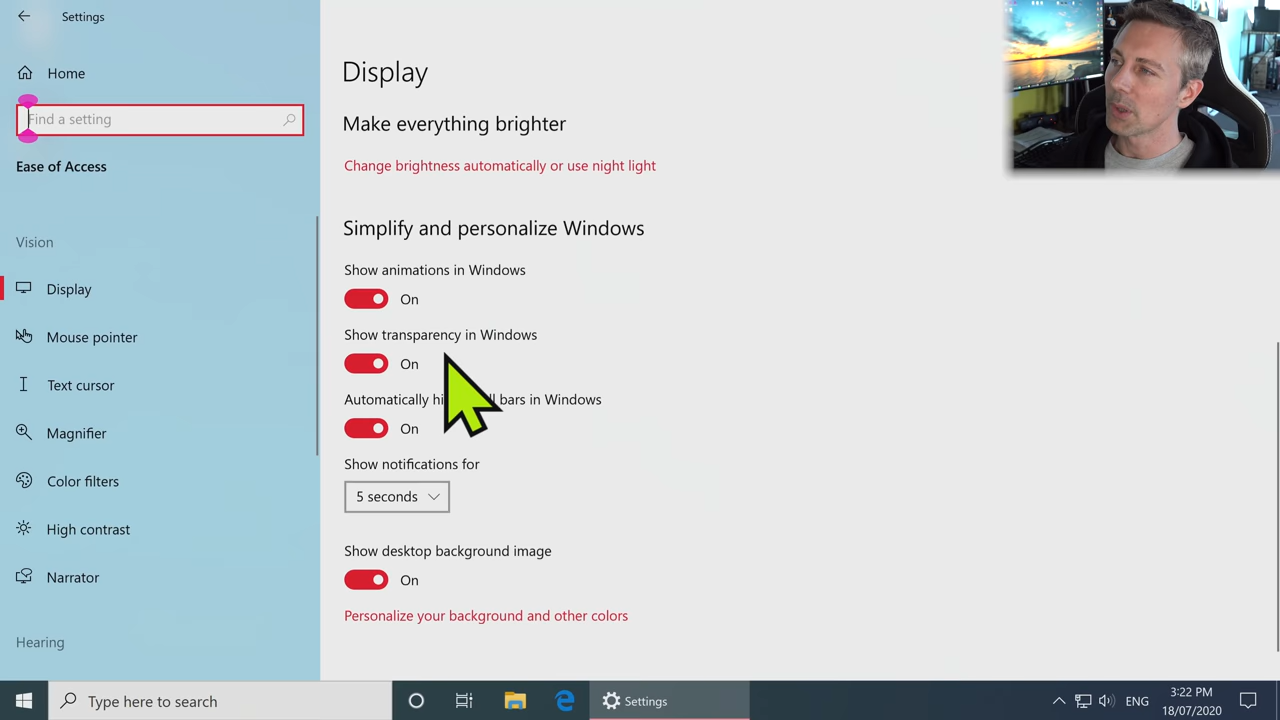 Settings
Home
Find a setting
Ease of Access
Vision
Display
Mouse pointer
Text cursor
Magnifier
Color filters
High contrast
Narrator
Hearing
Display
Make everything brighter
Change brightness automatically or use night light
Simplify and personalize Windows
Show animations in Windows
On
Show transparency in Windows
On
Automatically bars in Windows
On
Show notifications for
5 seconds
Show desktop background image
On
Personalize your background and other colors
Type here to search
Settings
ENG
3:22 PM
18/07/2020